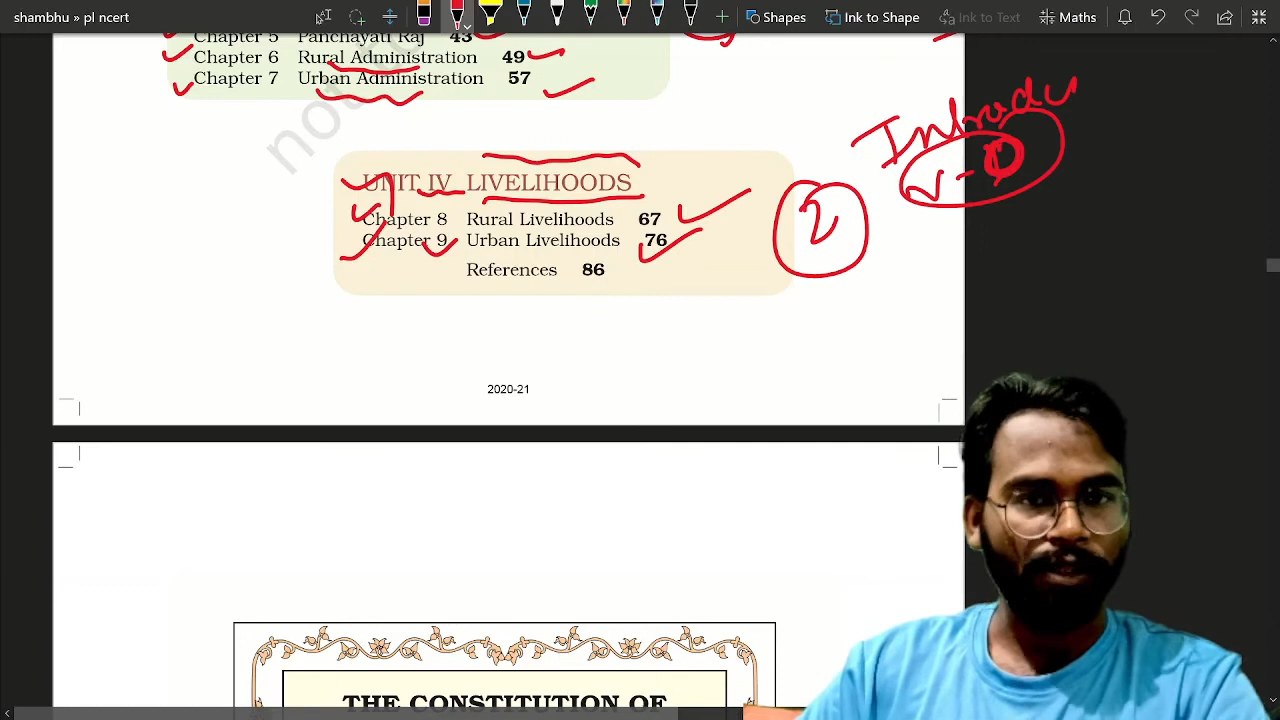 shambhu » pl ncert
Shapes
Ink to Shape
Ink to Text
Maths
Chapter 5 Panchayati Raj 43
Chapter 6 Rural Administration 49
Chapter 7 Urban Administration 57
not
Introdu
V-1
UNIT IV LIVELIHOODS
Chapter 8 Rural Livelihoods 67
Chapter 9 Urban Livelihoods 76
References 86
2
2020-21
THE CONSTITUTION OF